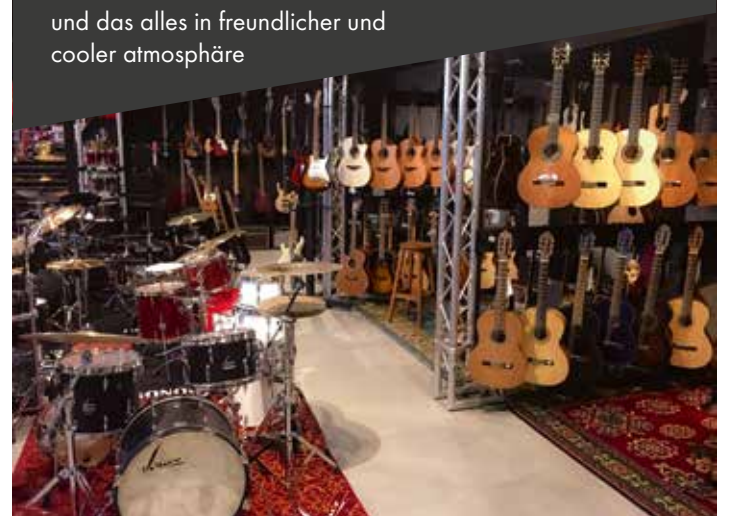 und das alles in freundlicher und
cooler atmosphäre